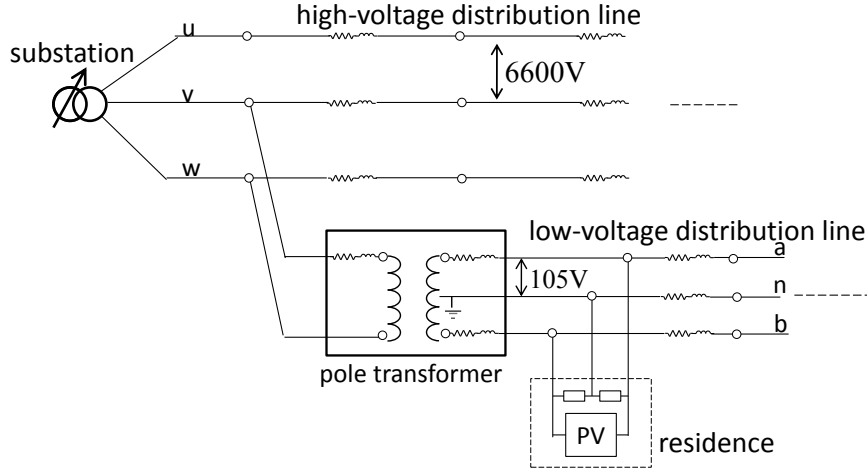 high-voltage distribution line
u
substation
6600V
v
w
low-voltage distribution line
a
105V
n
b
pole transformer
PV
residence